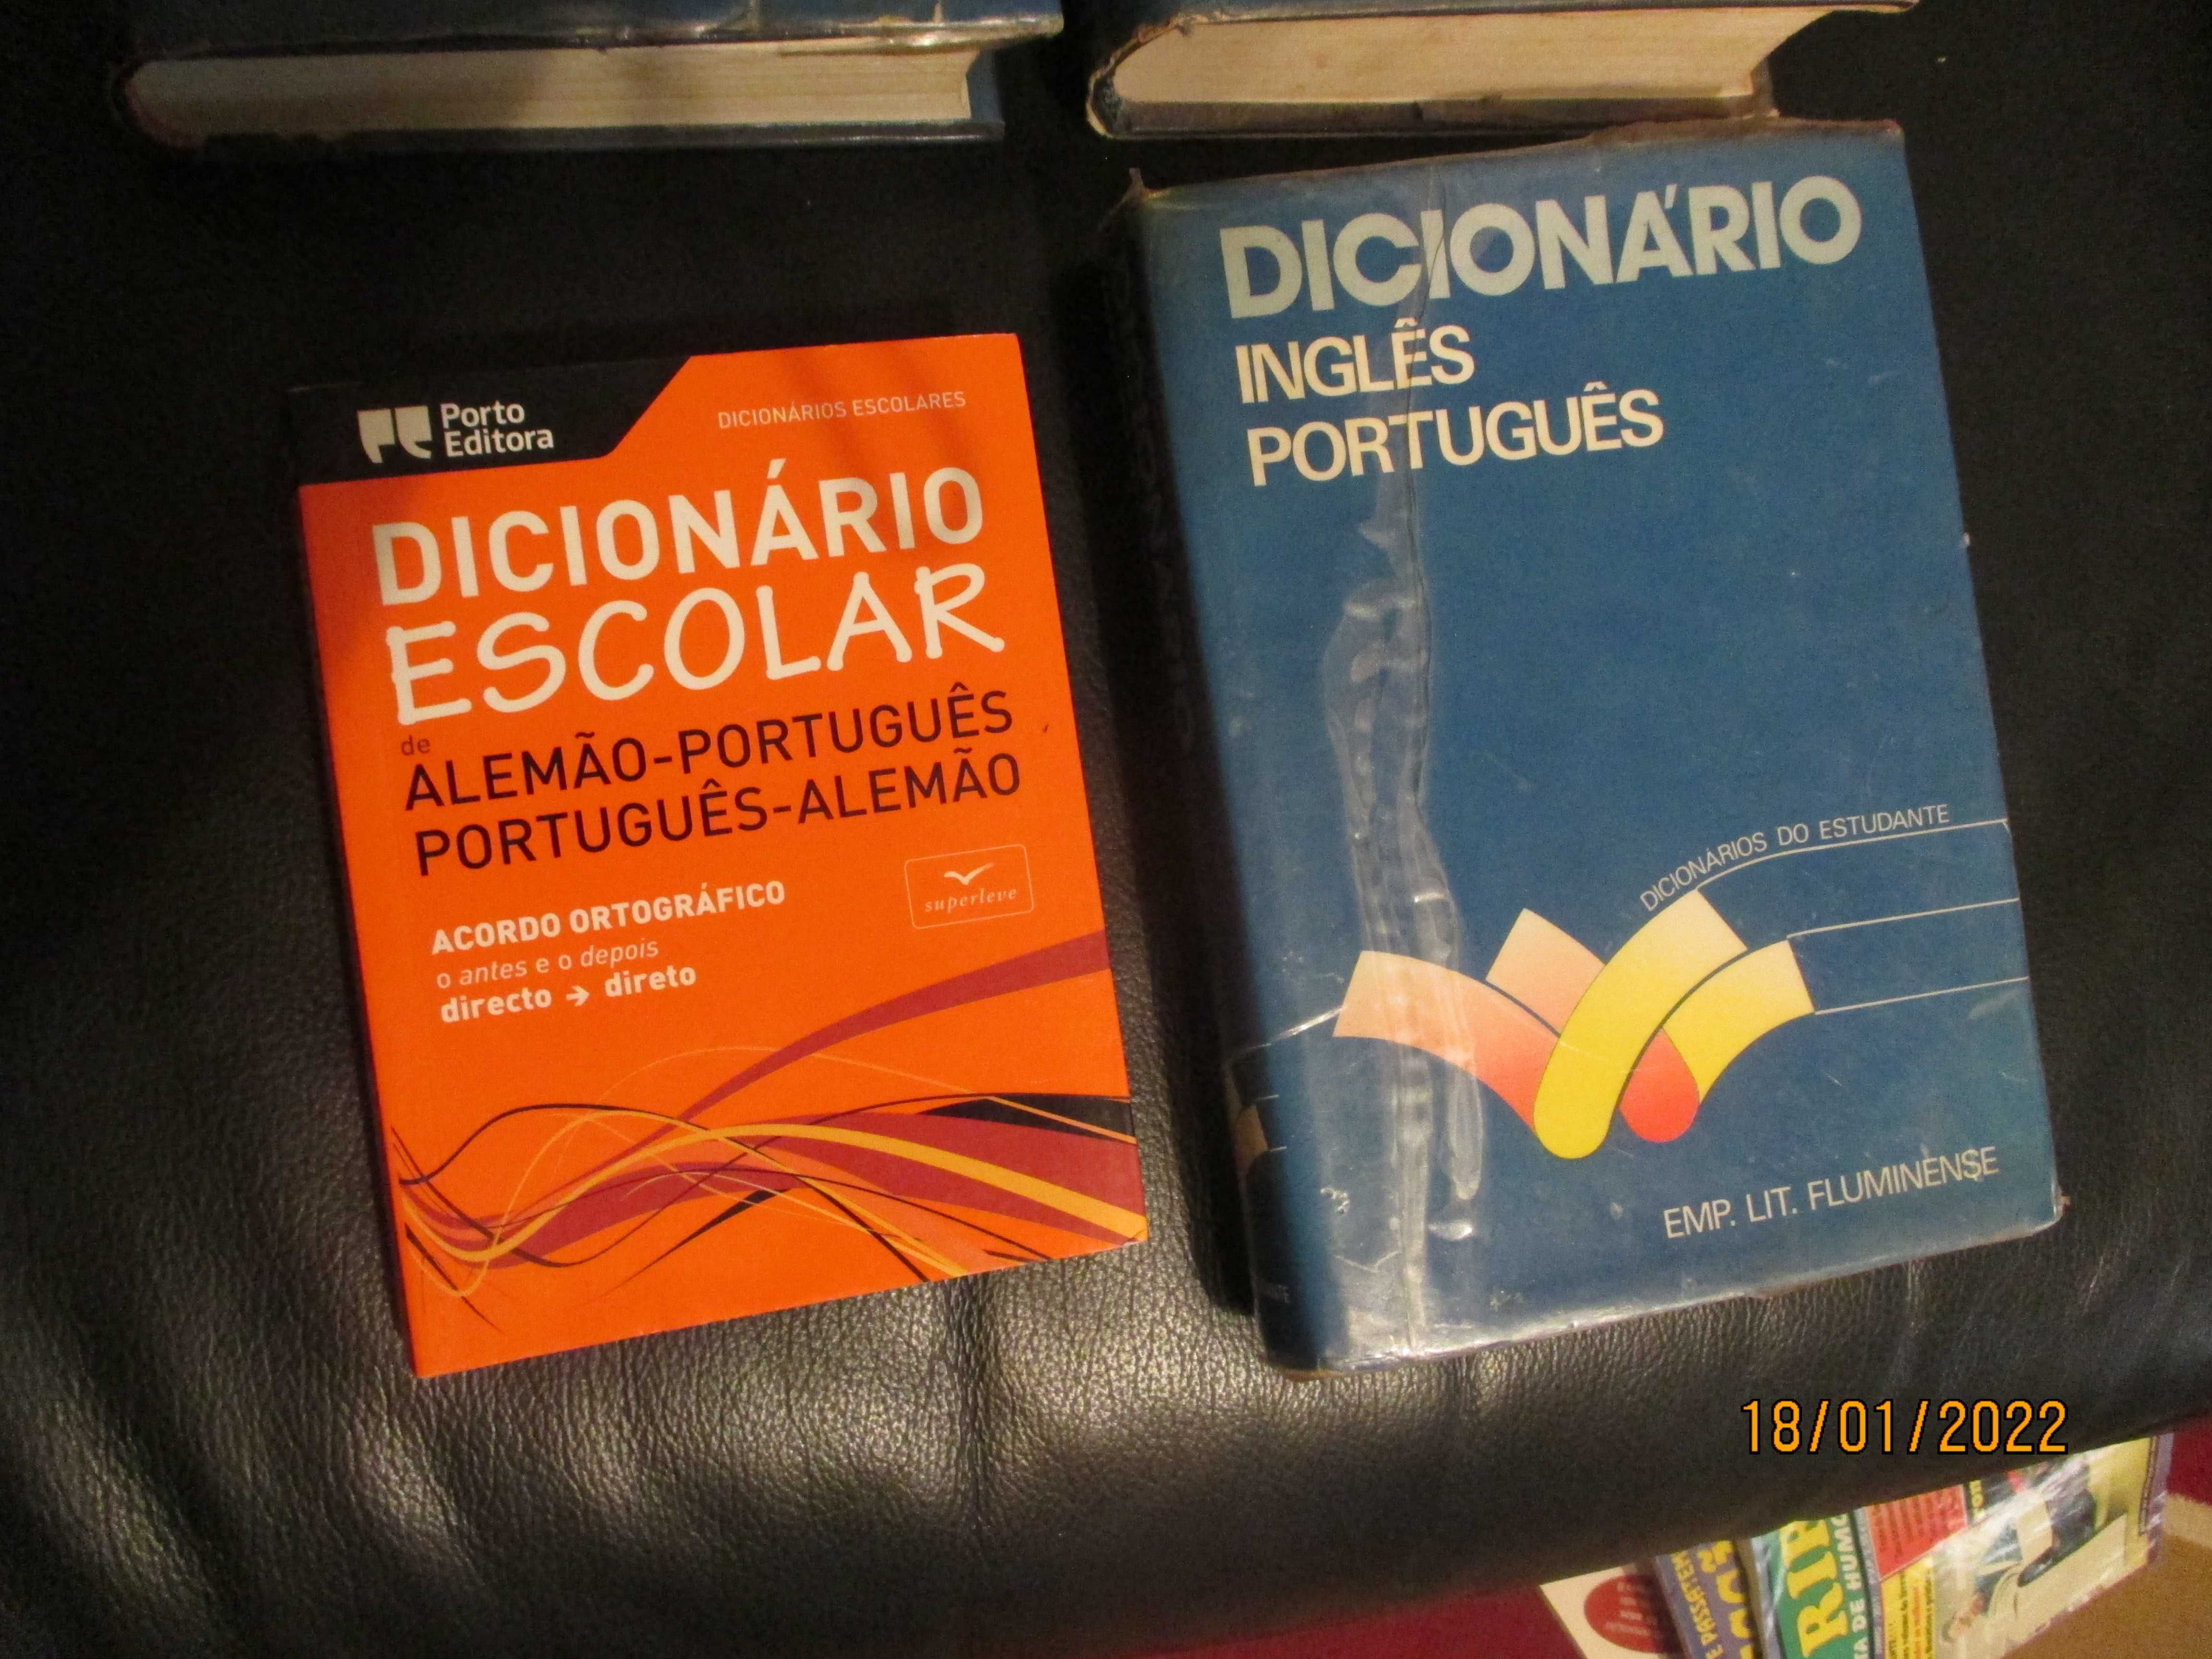 Porto
Editora
DICIONÁRIOS ESCOLARES
DICIONÁRIO
ESCOLAR
de
ALEMÃO-PORTUGUÊS
PORTUGUÊS-ALEMÃO
ACORDO ORTOGRÁFICO
o antes e o depois
directo → direto
superleve
DICIONÁRIO
INGLÊS
PORTUGUÊS
DICIONÁRIOS DO ESTUDANTE
EMP. LIT. FLUMINENSE
18/01/2022